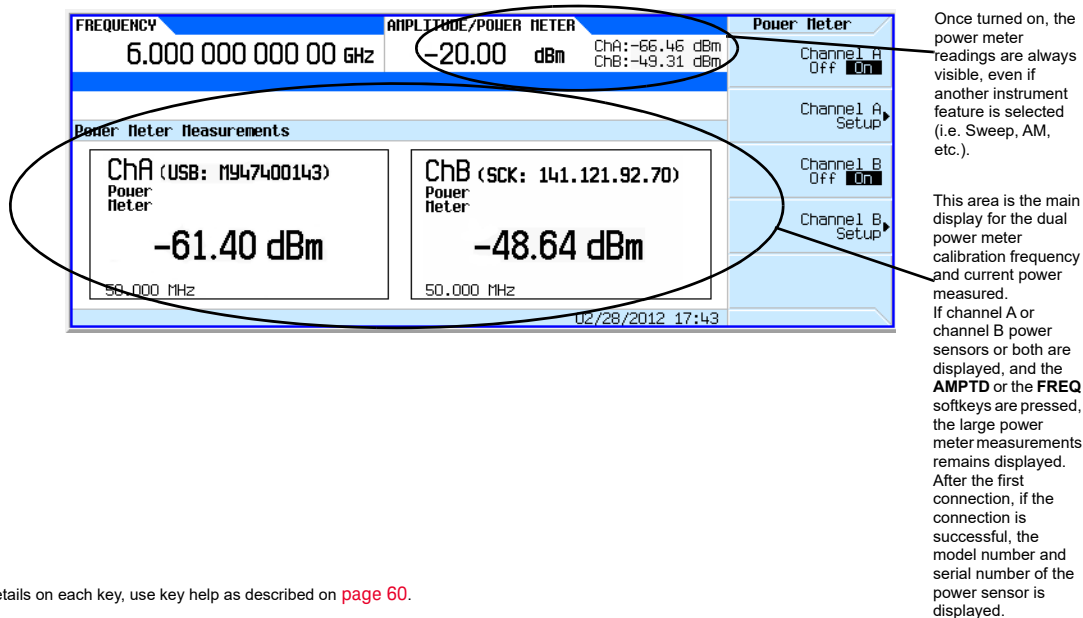 FREQUENCY
AMPLITUDE/POWER METER
Power Meter
6.000 000 000 00 GHz
-20.00 dBm
ChA:-66.46 dBm
ChB:-49.31 dBm
Channel A
Off On
Channel A
Setup
Channel B
Off On
Channel B
Setup
Power Meter Measurements
ChA (USB: MY47400143)
Power
Meter
-61.40 dBm
50.000 MHz
ChB (SCK: 141.121.92.70)
Power
Meter
-48.64 dBm
50.000 MHz
02/28/2012 17:43
Once turned on, the
power meter
readings are always
visible, even if
another instrument
feature is selected
(i.e. Sweep, AM,
etc.).
This area is the main
display for the dual
power meter
calibration frequency
and current power
measured.
If channel A or
channel B power
sensors or both are
displayed, and the
AMPTD or the FREQ
softkeys are pressed,
the large power
meter measurements
remains displayed.
After the first
connection, if the
connection is
successful, the
model number and
serial number of the
power sensor is
displayed.
etails on each key, use key help as described on page 60.